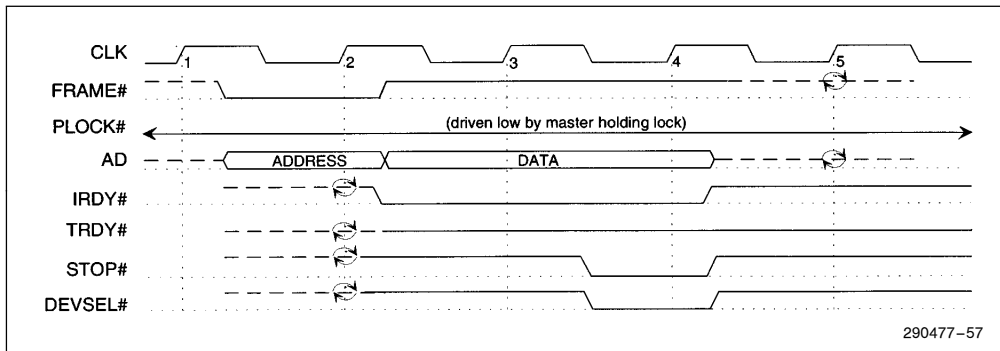 CLK
1 2 3 4 5
FRAME#
PLOCK# (driven low by master holding lock)
AD ADDRESS DATA
IRDY#
TRDY#
STOP#
DEVSEL#
290477–57